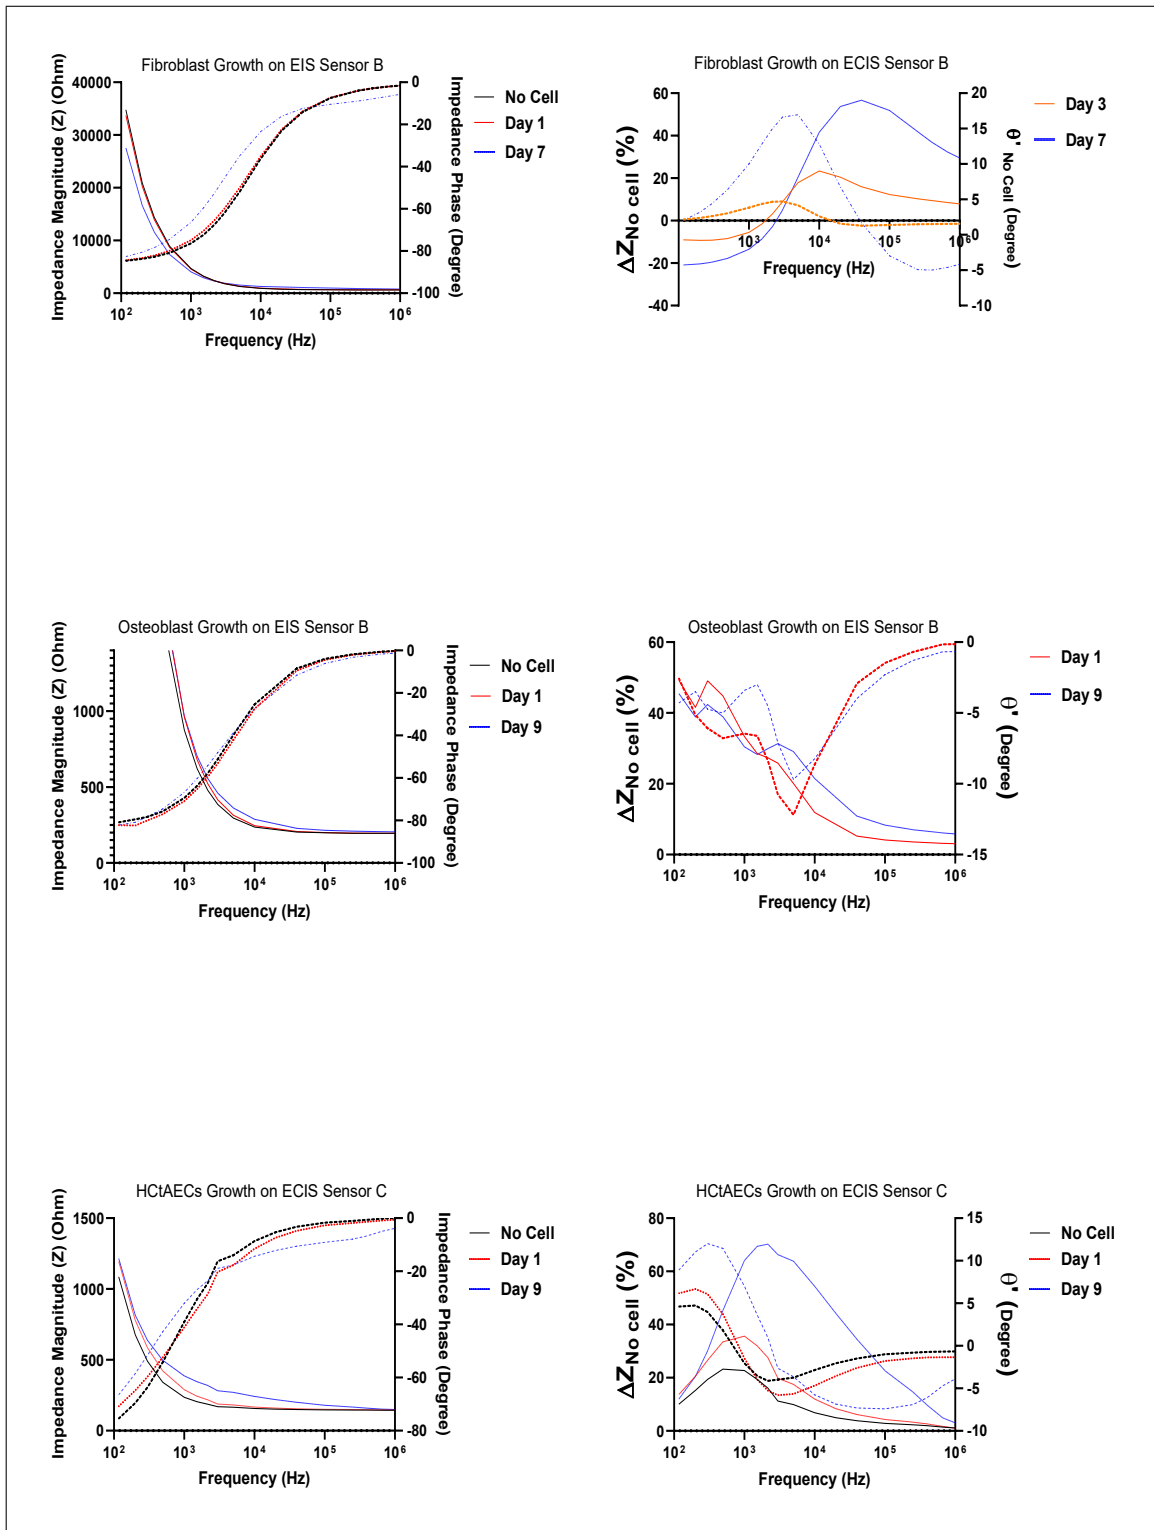 Fibroblast Growth on EIS Sensor B
Impedance Magnitude (Z) (Ohm)
40000
30000
20000
10000
0
0
-20
-40
-60
-80
-100
Impedance Phase (Degree)
No Cell
Day 1
Day 7
10² 10³ 10⁴ 10⁵ 10⁶
Frequency (Hz)
Fibroblast Growth on ECIS Sensor B
ΔZNo cell (%)
60
40
20
0
-20
-40
20
15
10
5
0
-5
-10
θ' No Cell (Degree)
Day 3
Day 7
10³ 10⁴ 10⁵ 10⁶
Frequency (Hz)
Osteoblast Growth on EIS Sensor B
Impedance Magnitude (Z) (Ohm)
1000
500
0
0
-20
-40
-60
-80
-100
Impedance Phase (Degree)
No Cell
Day 1
Day 9
10² 10³ 10⁴ 10⁵ 10⁶
Frequency (Hz)
Osteoblast Growth on EIS Sensor B
ΔZNo cell (%)
60
40
20
0
0
-5
-10
-15
θ' (Degree)
Day 1
Day 9
10² 10³ 10⁴ 10⁵ 10⁶
Frequency (Hz)
HCtAECs Growth on ECIS Sensor C
Impedance Magnitude (Z) (Ohm)
1500
1000
500
0
0
-20
-40
-60
-80
Impedance Phase (Degree)
No Cell
Day 1
Day 9
10² 10³ 10⁴ 10⁵ 10⁶
Frequency (Hz)
HCtAECs Growth on ECIS Sensor C
ΔZNo cell (%)
80
60
40
20
0
15
10
5
0
-5
-10
θ' (Degree)
No Cell
Day 1
Day 9
10² 10³ 10⁴ 10⁵ 10⁶
Frequency (Hz)